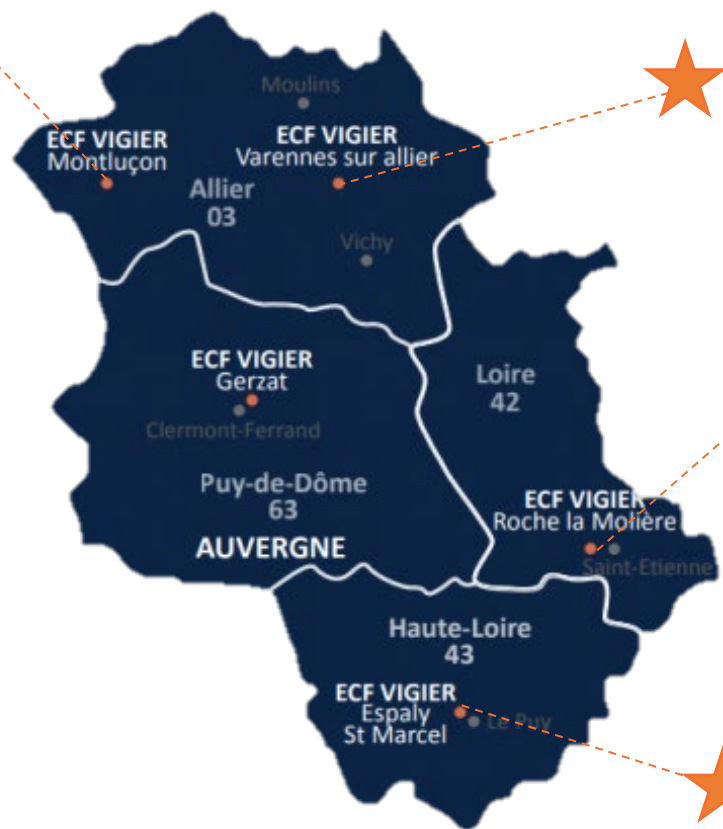 Moulins
ECF VIGIER
Montluçon
ECF VIGIER
Varennes sur allier
Allier
03
Vichy
ECF VIGIER
Gerzat
Clermont-Ferrand
Loire
42
Puy-de-Dôme
63
AUVERGNE
ECF VIGIER
Roche la Molière
Saint-Etienne
Haute-Loire
43
ECF VIGIER
Espaly
St Marcel
Le Puy